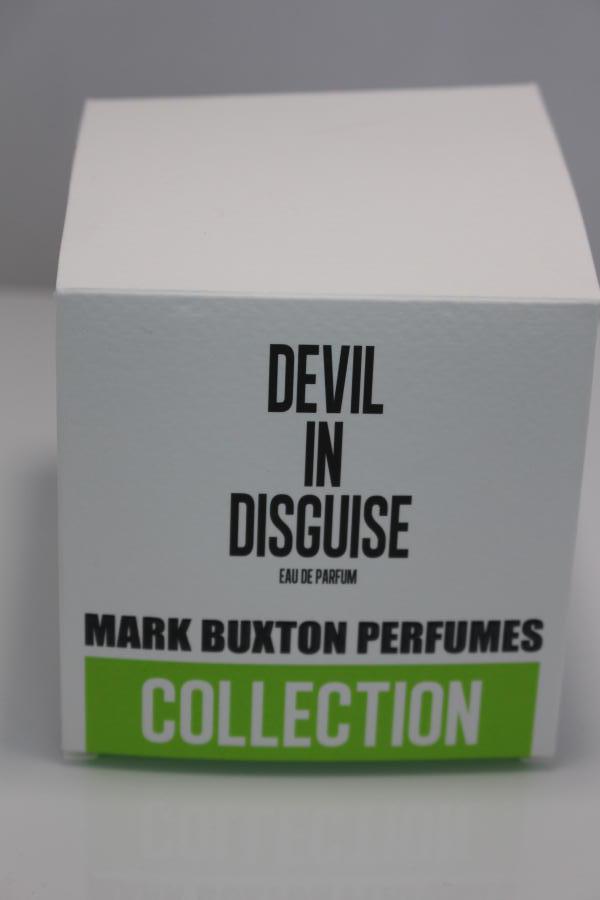 DEVIL
IN
DISGUISE
EAU DE PARFUM
MARK BUXTON PERFUMES
COLLECTION